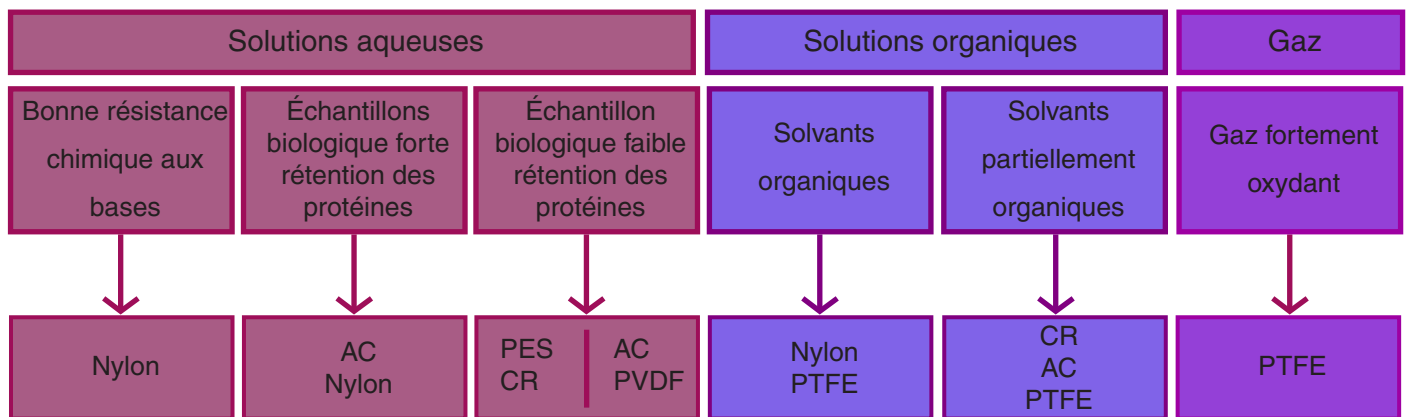 Solutions aqueuses
Solutions organiques
Gaz
Bonne résistance
chimique aux
bases
Échantillons
biologique forte
rétention des
protéines
Échantillon
biologique faible
rétention des
protéines
Solvants
organiques
Solvants
partiellement
organiques
Gaz fortement
oxydant
Nylon
AC
Nylon
PES
CR
AC
PVDF
Nylon
PTFE
CR
AC
PTFE
PTFE